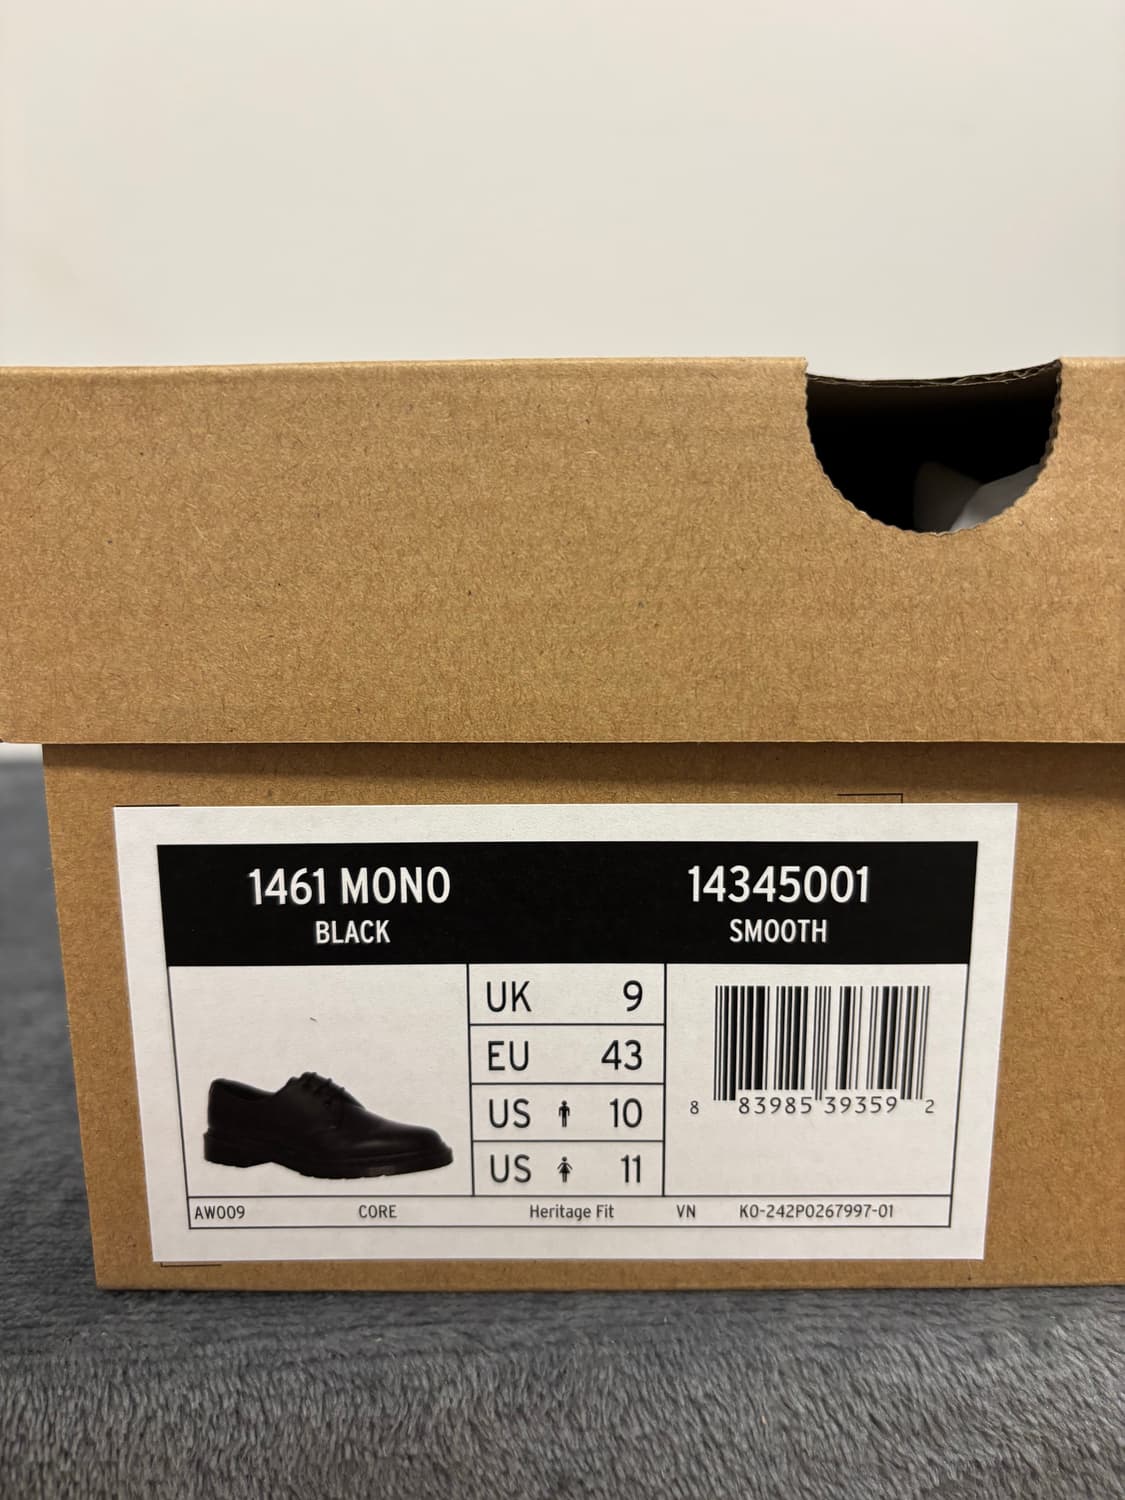 1461 MONO
BLACK
14345001
SMOOTH
UK 9
EU 43
US 10
US 11
8 83985 39359 2
AW009 CORE Heritage Fit VN KO-242P0267997-01